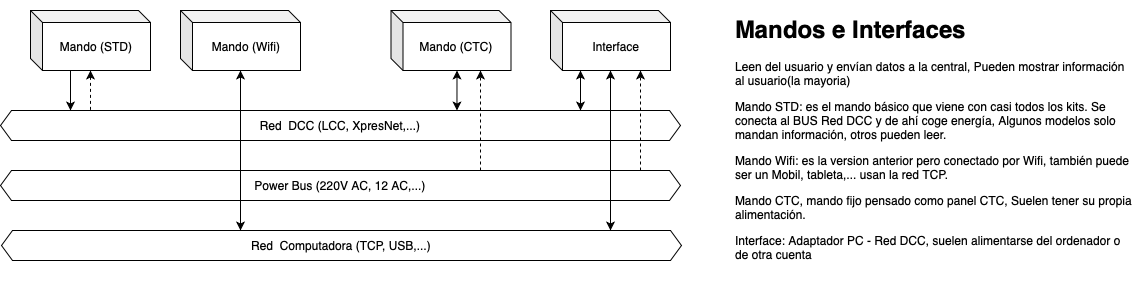 Mando (STD)
Mando (Wifi)
Mando (CTC)
Interface
Red  DCC (LCC, XpresNet,...)
Power Bus (220V AC, 12 AC,...)
Red  Computadora (TCP, USB,...)
Mandos e Interfaces
Leen del usuario y envían datos a la central, Pueden mostrar información
al usuario(la mayoria)
Mando STD: es el mando básico que viene con casi todos los kits. Se
conecta al BUS Red DCC y de ahí coge energía, Algunos modelos solo
mandan información, otros pueden leer.
Mando Wifi: es la version anterior pero conectado por Wifi, también puede
ser un Mobil, tableta,... usan la red TCP.
Mando CTC, mando fijo pensado como panel CTC, Suelen tener su propia
alimentación.
Interface: Adaptador PC - Red DCC, suelen alimentarse del ordenador o
de otra cuenta